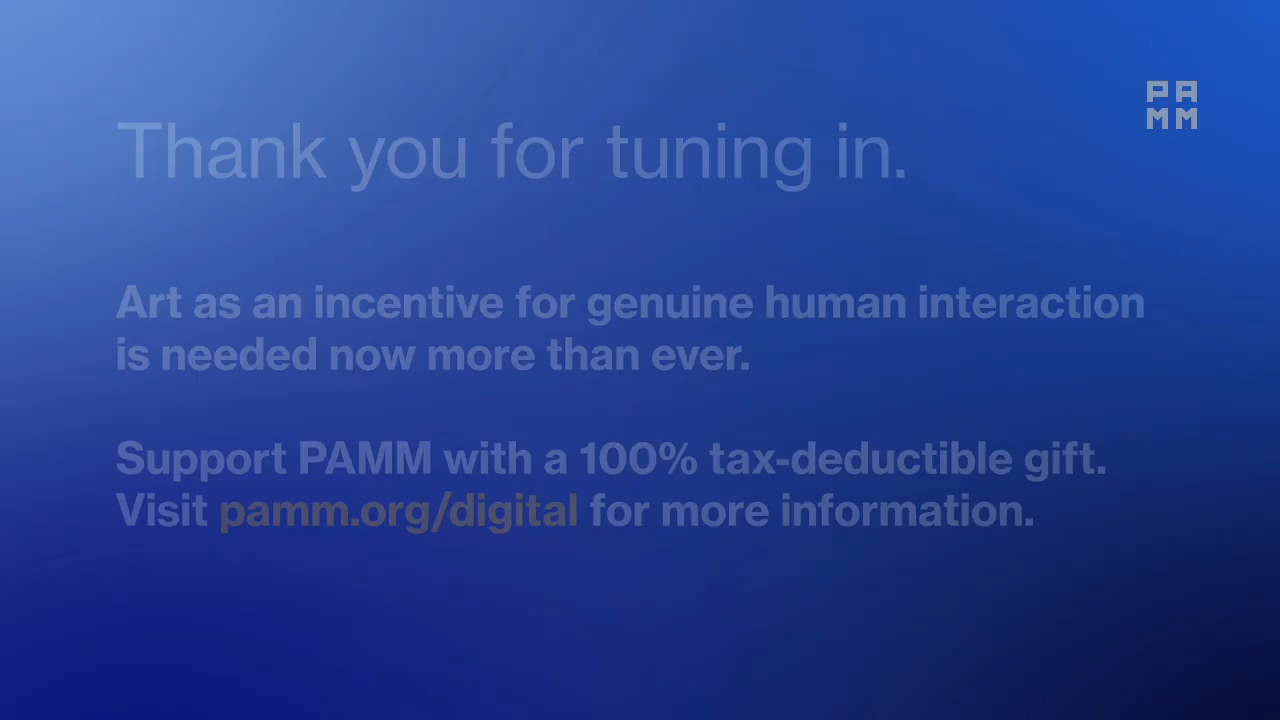 PA
MM
Thank you for tuning in.
Art as an incentive for genuine human interaction
is needed now more than ever.
Support PAMM with a 100% tax-deductible gift.
Visit pamm.org/digital for more information.